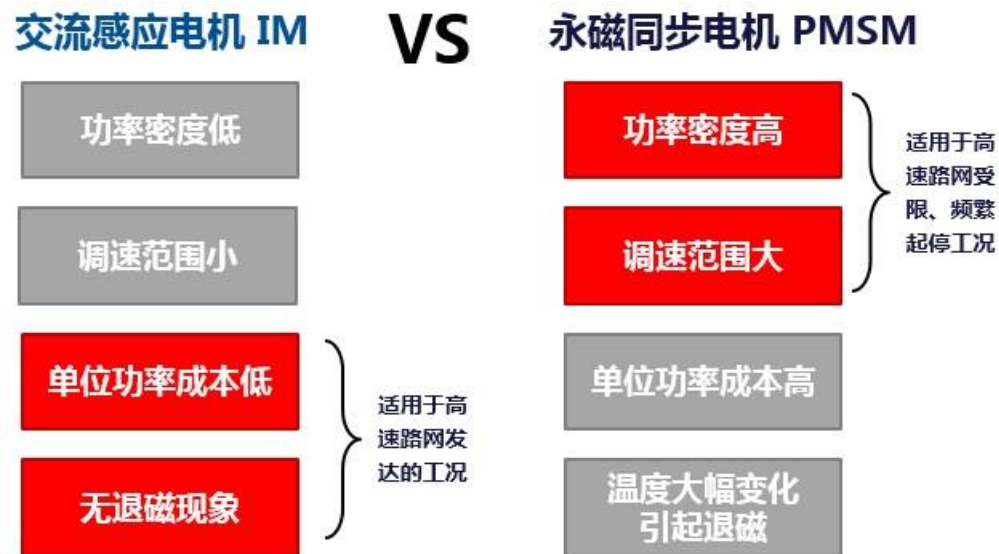 交流感应电机 IM
VS
永磁同步电机 PMSM
功率密度低
调速范围小
单位功率成本低
无退磁现象
适用于高
速路网发
达的工况
功率密度高
调速范围大
适用于高
速路网受
限、频繁
起停工况
单位功率成本高
温度大幅变化
引起退磁